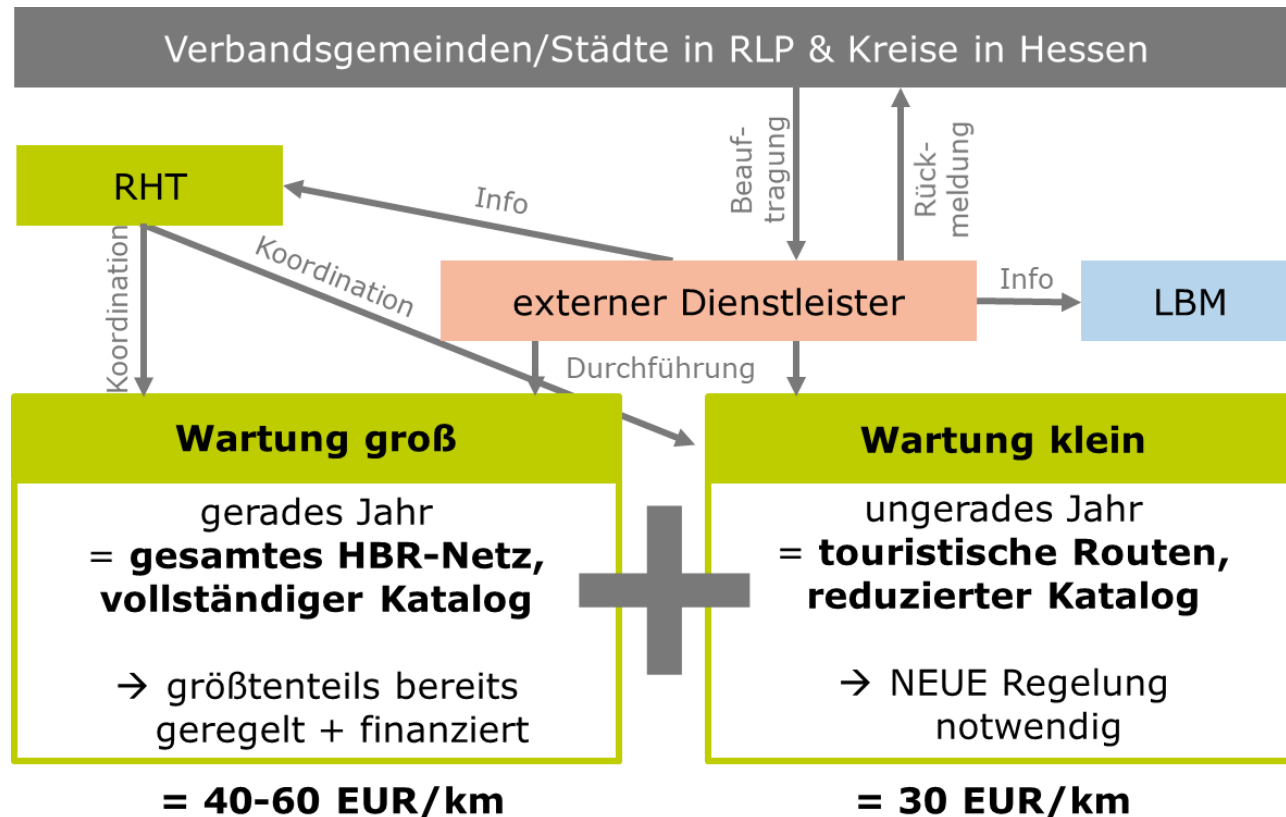 Verbandsgemeinden/Städte in RLP & Kreise in Hessen
Beauf-
tragung
Rück-
meldung
RHT
Info
Koordination
Koordination
externer Dienstleister
Info
LBM
Durchführung
Wartung groß
gerades Jahr
= gesamtes HBR-Netz,
vollständiger Katalog
→ größtenteils bereits
geregelt + finanziert
= 40-60 EUR/km
Wartung klein
ungerades Jahr
= touristische Routen,
reduzierter Katalog
→ NEUE Regelung
notwendig
= 30 EUR/km